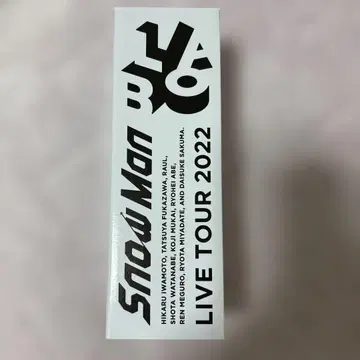 Snow Man
HIKARU IWAMOTO, TATSUYA FUKAZAWA, RAUL,
SHOTA WATANABE, KOJI MUKAI, RYOHEI ABE,
REN MEGURO, RYOTA MIYADATE, AND DAISUKE SAKUMA.
LIVE TOUR 2022